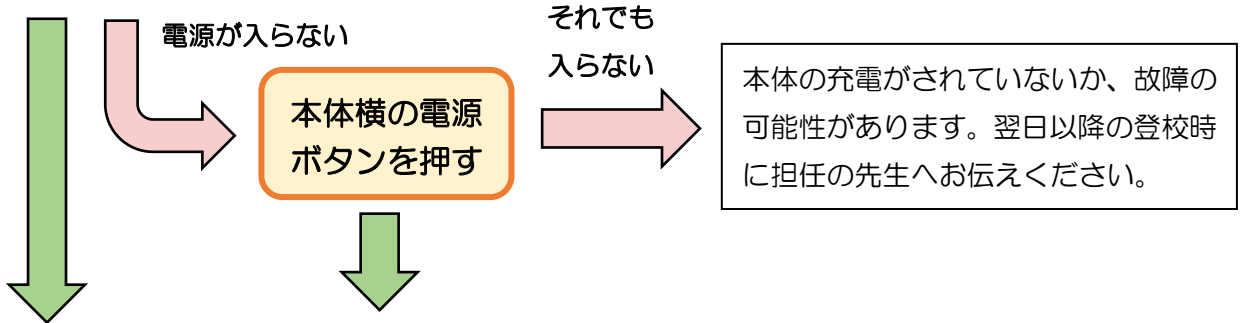 電源が入らない
本体横の電源
ボタンを押す
それでも
入らない
本体の充電がされていないか、故障の
可能性があります。翌日以降の登校時
に担任の先生へお伝えください。